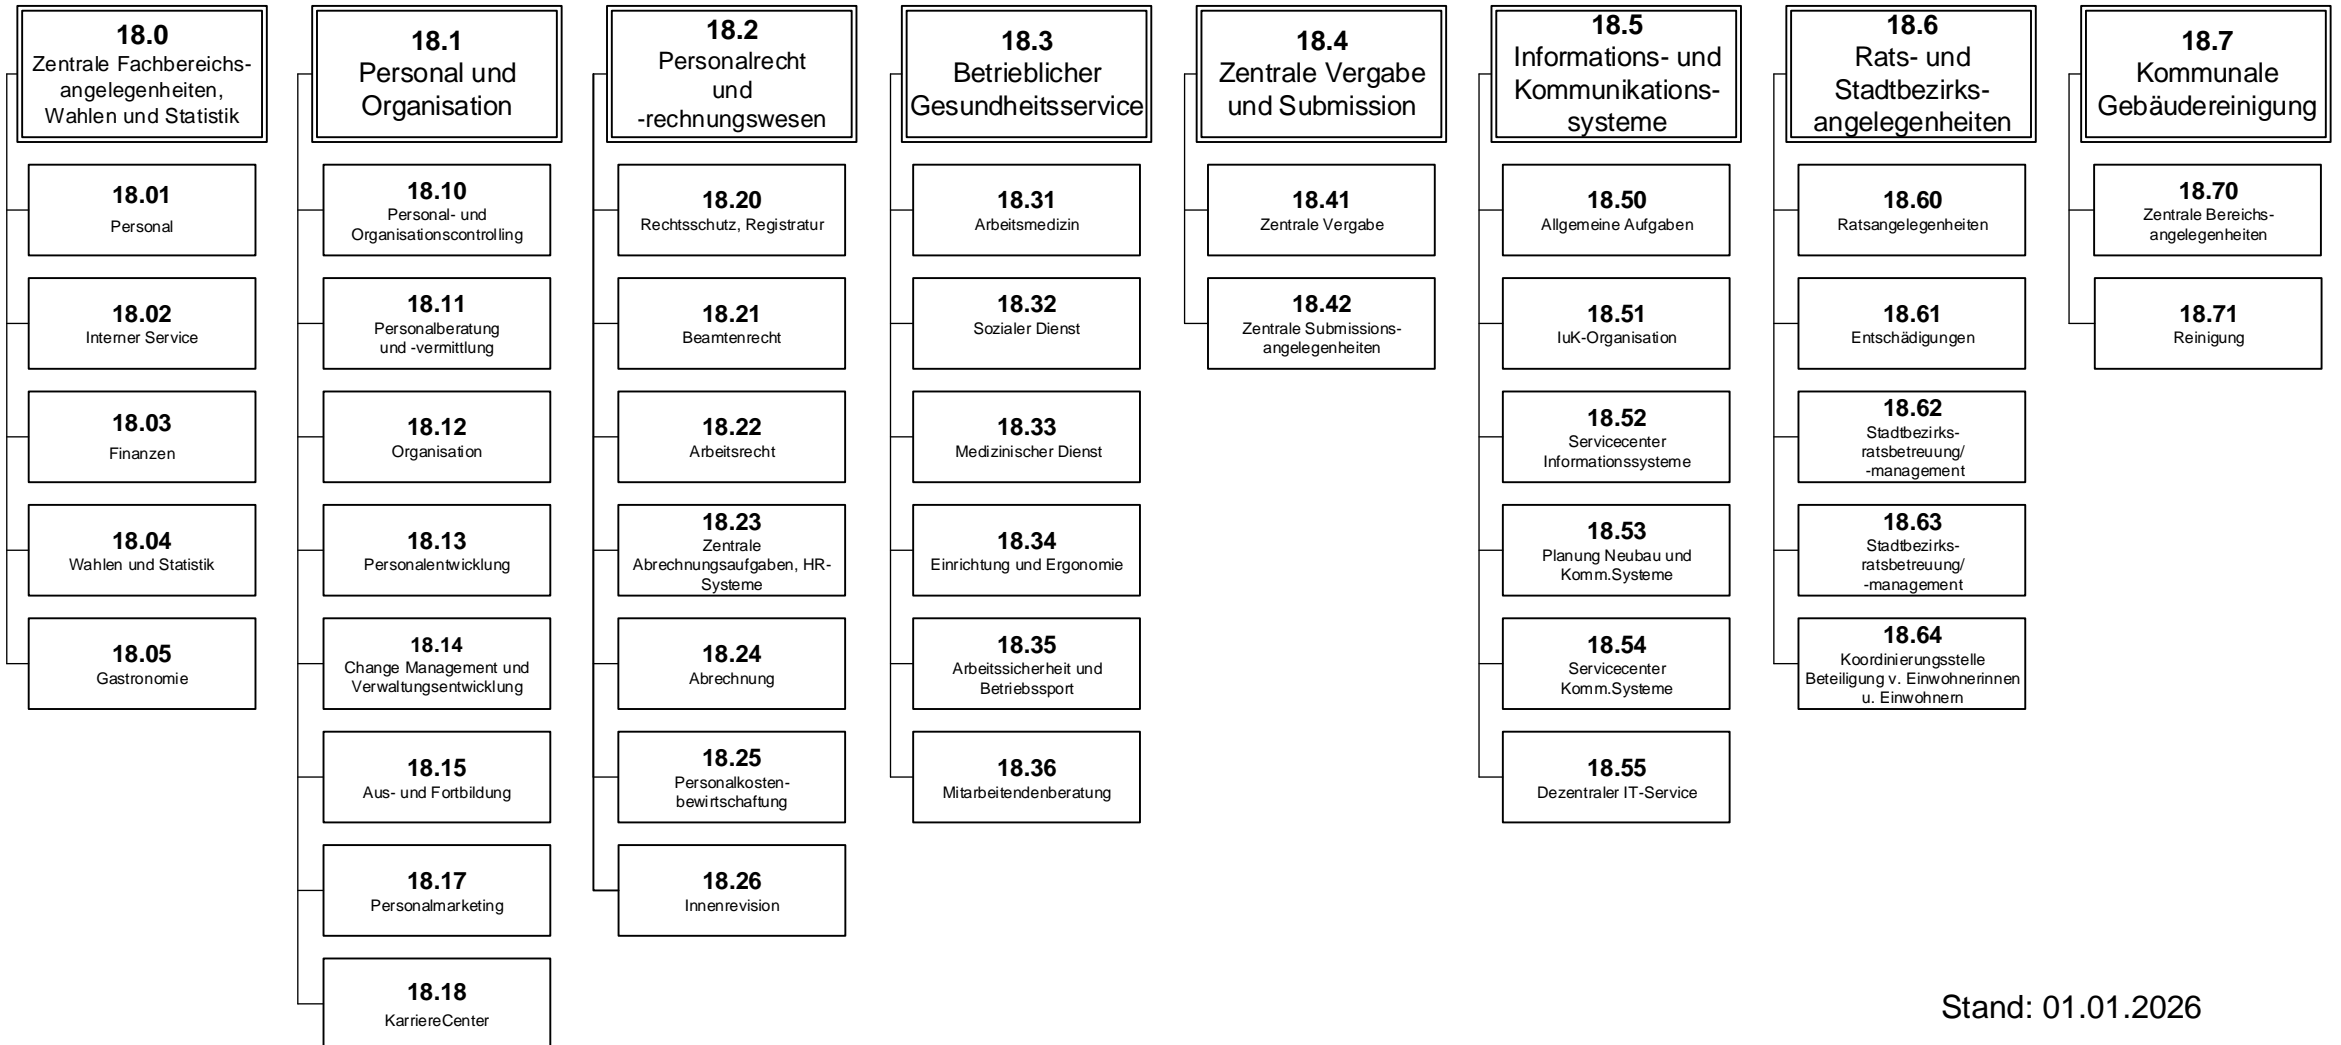 18.0
Zentrale Fachbereichs-
angelegenheiten,
Wahlen und Statistik
18.01
Personal
18.02
Interner Service
18.03
Finanzen
18.04
Wahlen und Statistik
18.05
Gastronomie
18.1
Personal und
Organisation
18.10
Personal- und
Organisationscontrolling
18.11
Personalberatung
und -vermittlung
18.12
Organisation
18.13
Personalentwicklung
18.14
Change Management und
Verwaltungsentwicklung
18.15
Aus- und Fortbildung
18.17
Personalmarketing
18.18
KarriereCenter
18.2
Personalrecht
und
-rechnungswesen
18.20
Rechtsschutz, Registratur
18.21
Beamtenrecht
18.22
Arbeitsrecht
18.23
Zentrale
Abrechnungsaufgaben, HR-
Systeme
18.24
Abrechnung
18.25
Personalkosten-
bewirtschaftung
18.26
Innenrevision
18.3
Betrieblicher
Gesundheitsservice
18.31
Arbeitsmedizin
18.32
Sozialer Dienst
18.33
Medizinischer Dienst
18.34
Einrichtung und Ergonomie
18.35
Arbeitssicherheit und
Betriebssport
18.36
Mitarbeitendenberatung
18.4
Zentrale Vergabe
und Submission
18.41
Zentrale Vergabe
18.42
Zentrale Submissions-
angelegenheiten
18.5
Informations- und
Kommunikations-
systeme
18.50
Allgemeine Aufgaben
18.51
IuK-Organisation
18.52
Servicecenter
Informationssysteme
18.53
Planung Neubau und
Komm.Systeme
18.54
Servicecenter
Komm.Systeme
18.55
Dezentraler IT-Service
18.6
Rats- und
Stadtbezirks-
angelegenheiten
18.60
Ratsangelegenheiten
18.61
Entschädigungen
18.62
Stadtbezirks-
ratsbetreuung/
-management
18.63
Stadtbezirks-
ratsbetreuung/
-management
18.64
Koordinierungsstelle
Beteiligung v. Einwohnerinnen
u. Einwohnern
18.7
Kommunale
Gebäudereinigung
18.70
Zentrale Bereichs-
angelegenheiten
18.71
Reinigung
Stand: 01.01.2026